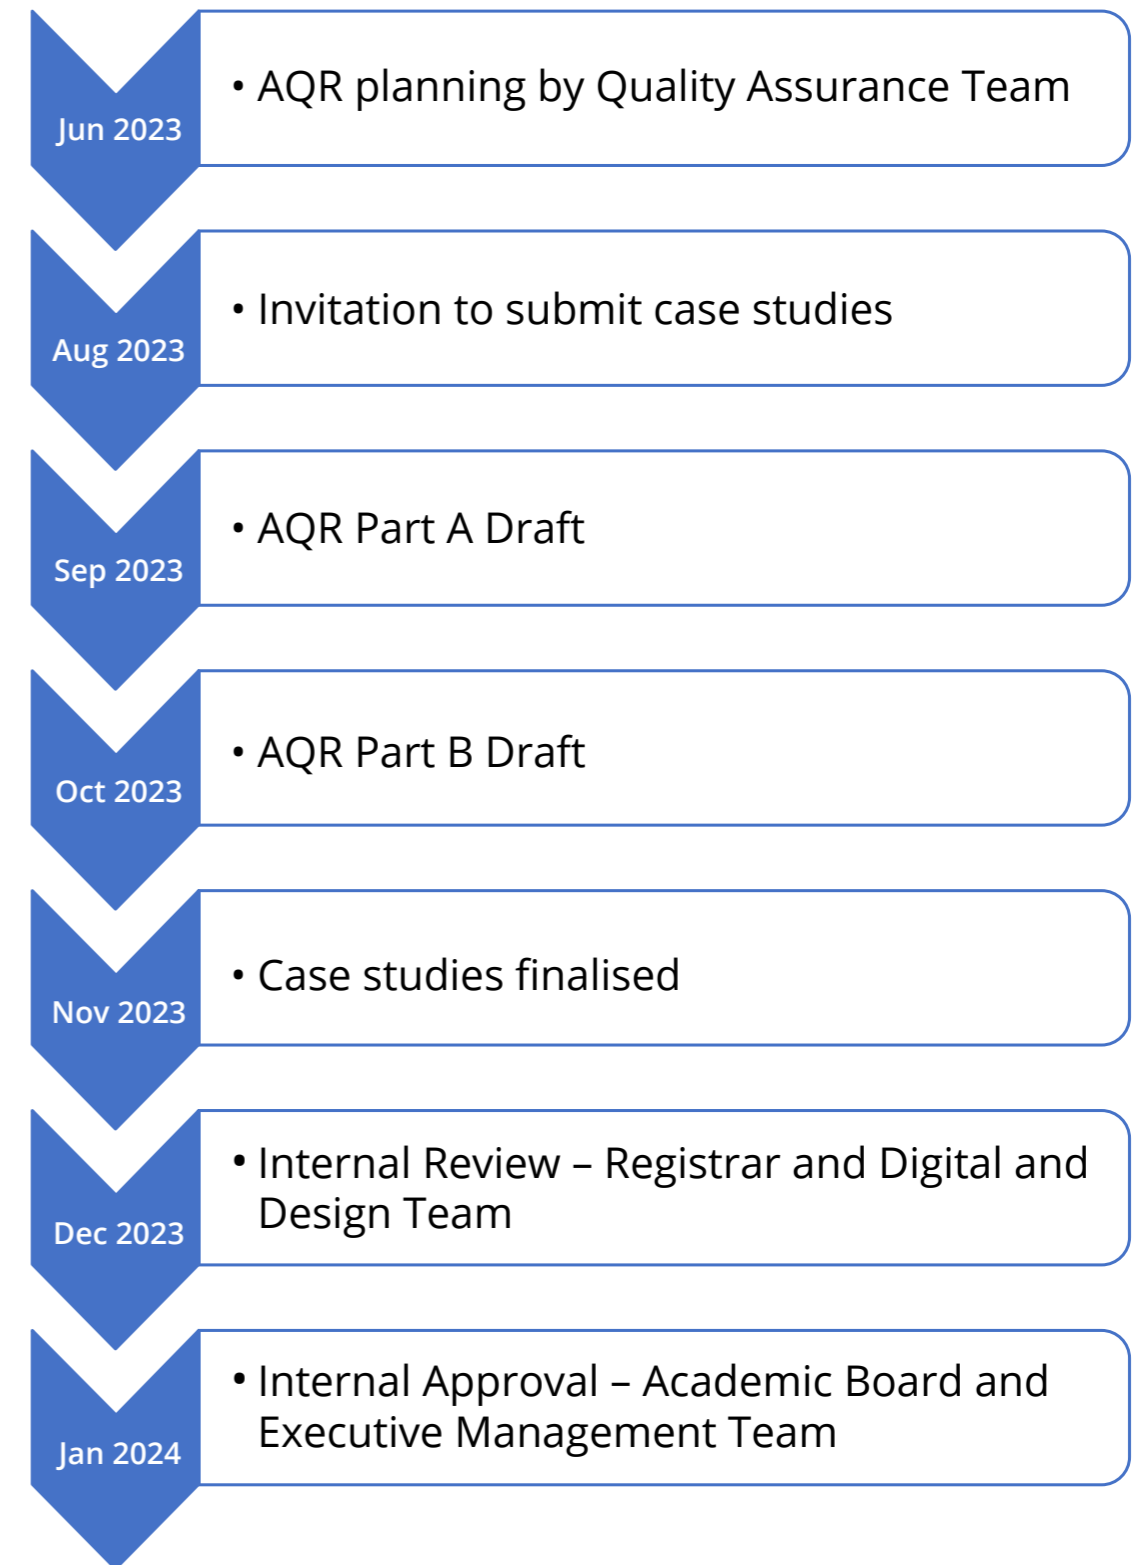 Jun 2023
• AQR planning by Quality Assurance Team
Aug 2023
• Invitation to submit case studies
Sep 2023
• AQR Part A Draft
Oct 2023
• AQR Part B Draft
Nov 2023
• Case studies finalised
Dec 2023
• Internal Review – Registrar and Digital and
Design Team
Jan 2024
• Internal Approval – Academic Board and
Executive Management Team